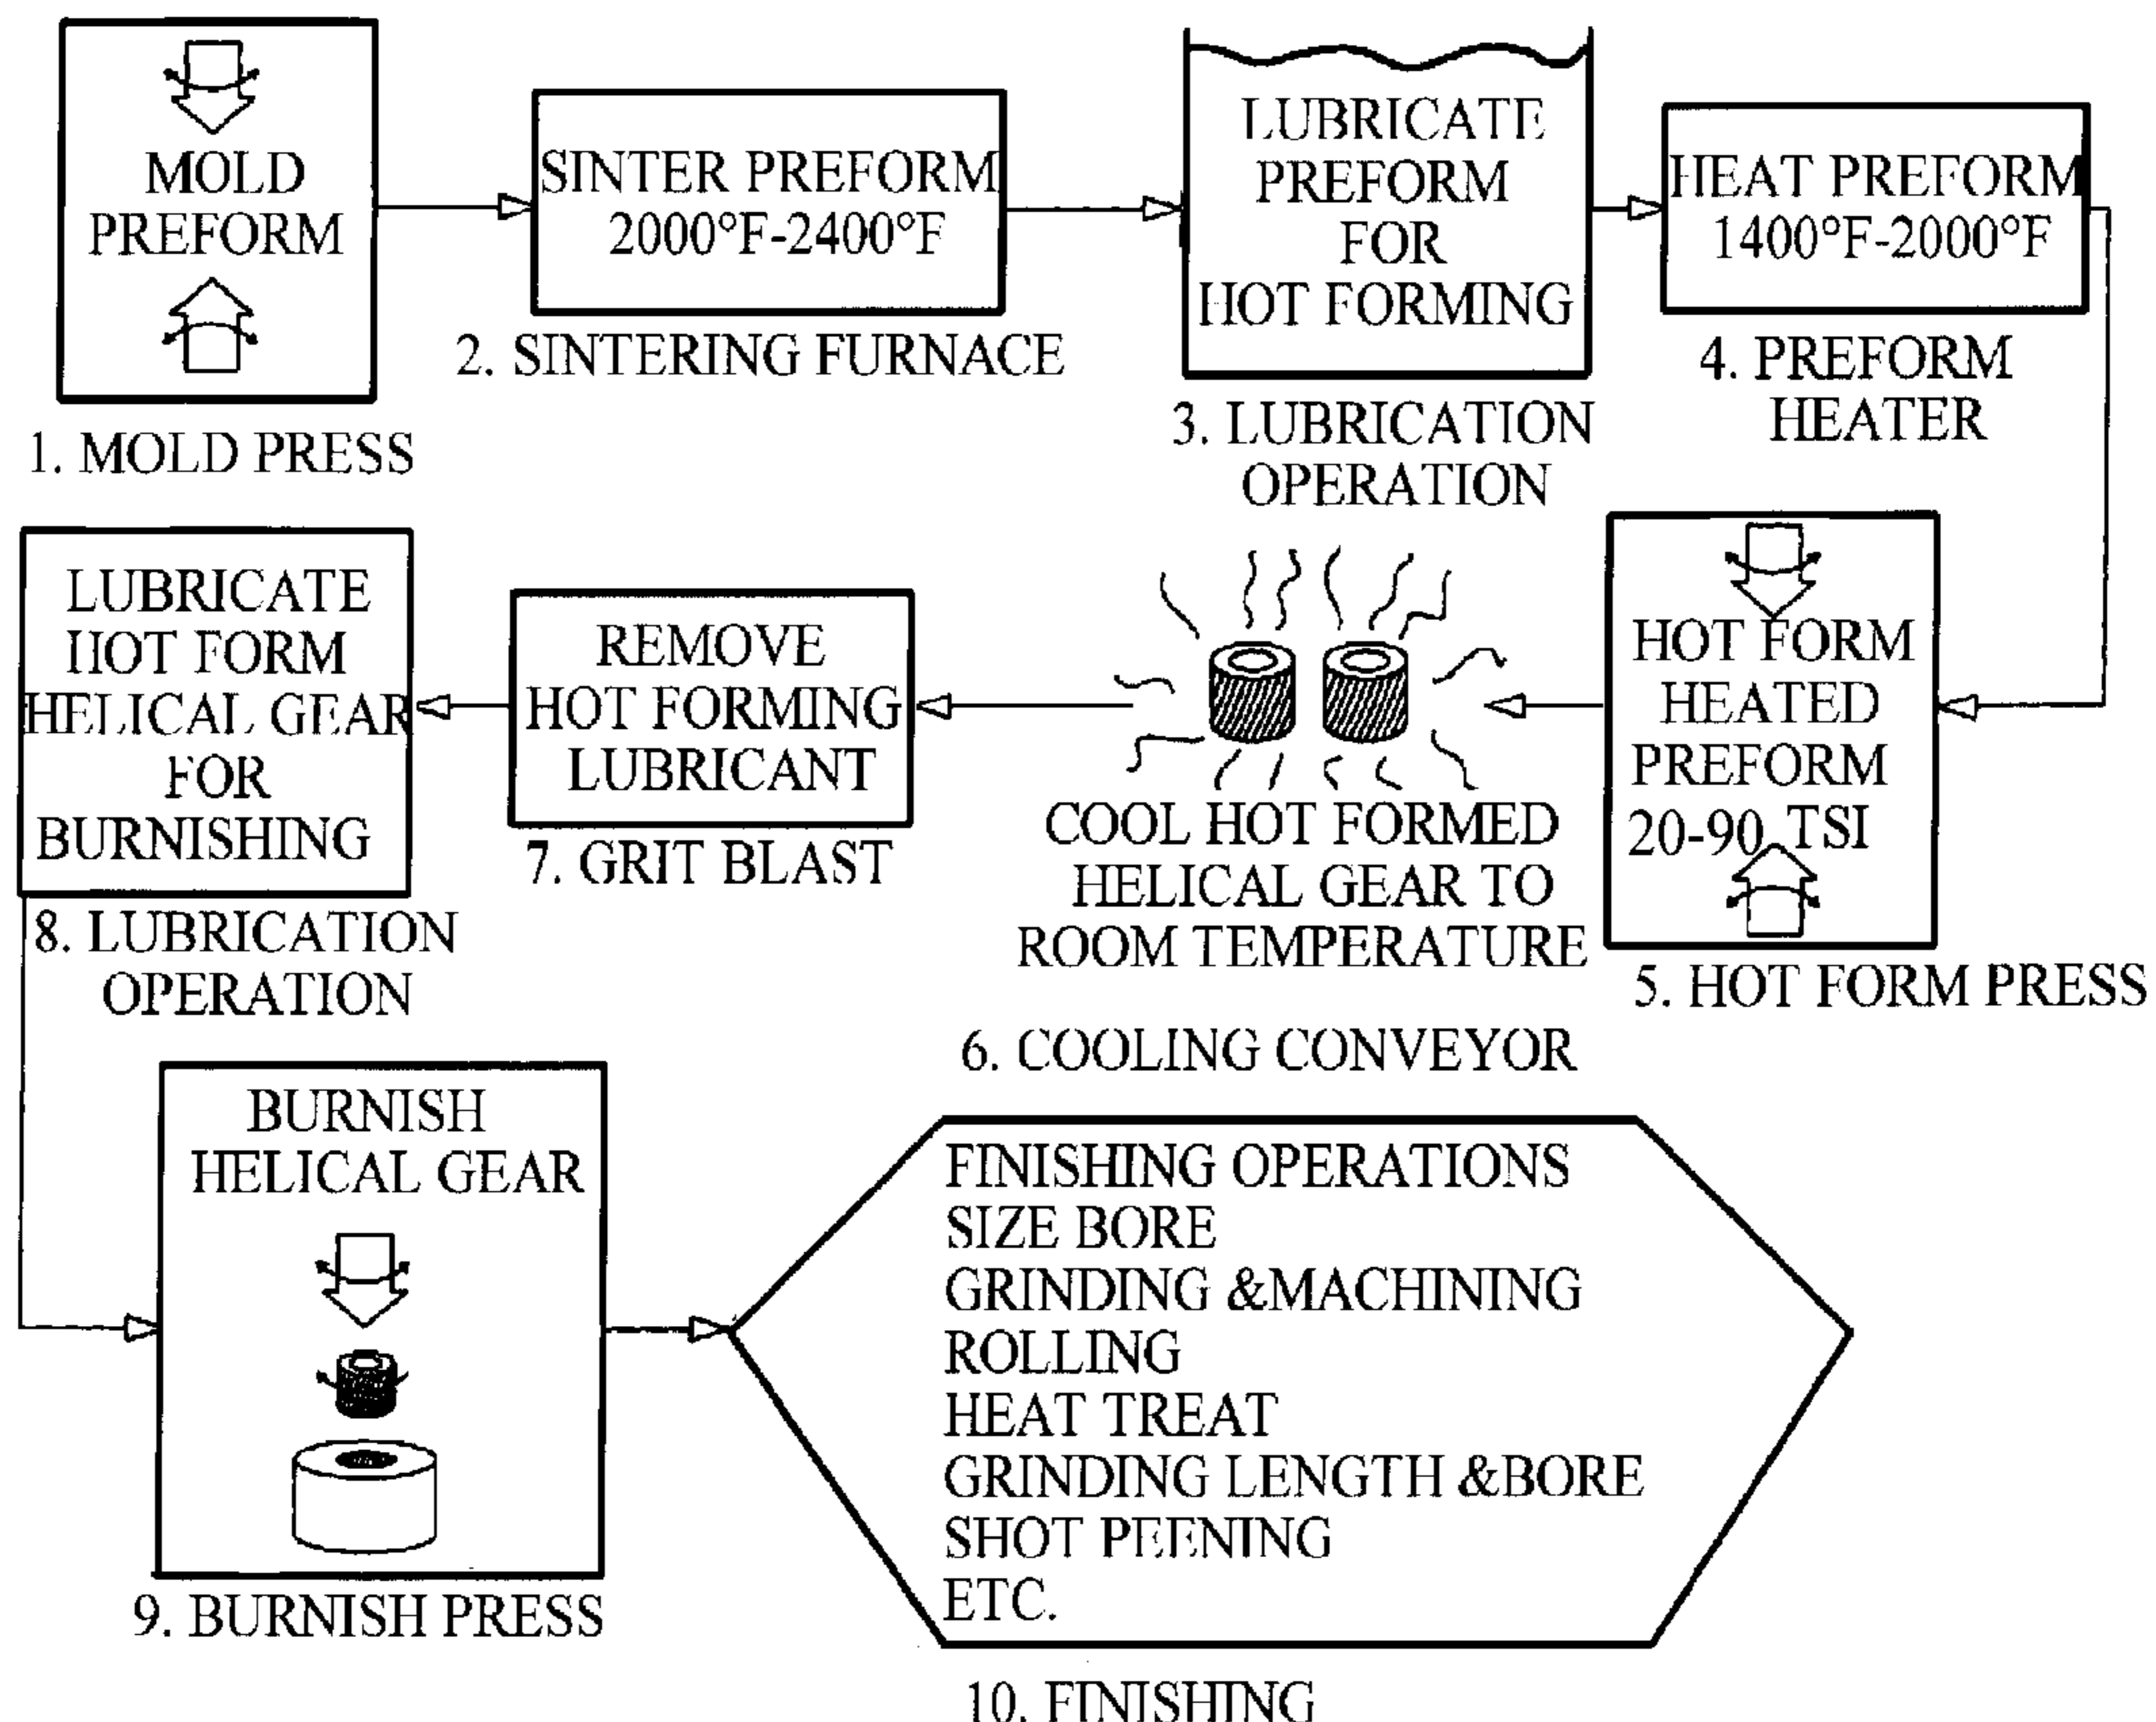 MOLD
PREFORM
1. MOLD PRESS
SINTER PREFORM
2000°F-2400°F
2. SINTERING FURNACE
LUBRICATE
PREFORM
FOR
HOT FORMING
3. LUBRICATION
OPERATION
HEAT PREFORM
1400°F-2000°F
4. PREFORM
HEATER
HOT FORM
HEATED
PREFORM
20-90 TSI
5. HOT FORM PRESS
COOL HOT FORMED
HELICAL GEAR TO
ROOM TEMPERATURE
6. COOLING CONVEYOR
REMOVE
HOT FORMING
LUBRICANT
7. GRIT BLAST
LUBRICATE
HOT FORM
HELICAL GEAR
FOR
BURNISHING
8. LUBRICATION
OPERATION
BURNISH
HELICAL GEAR
9. BURNISH PRESS
FINISHING OPERATIONS
SIZE BORE
GRINDING &MACHINING
ROLLING
HEAT TREAT
GRINDING LENGTH &BORE
SHOT PEENING
ETC.
10. FINISHING